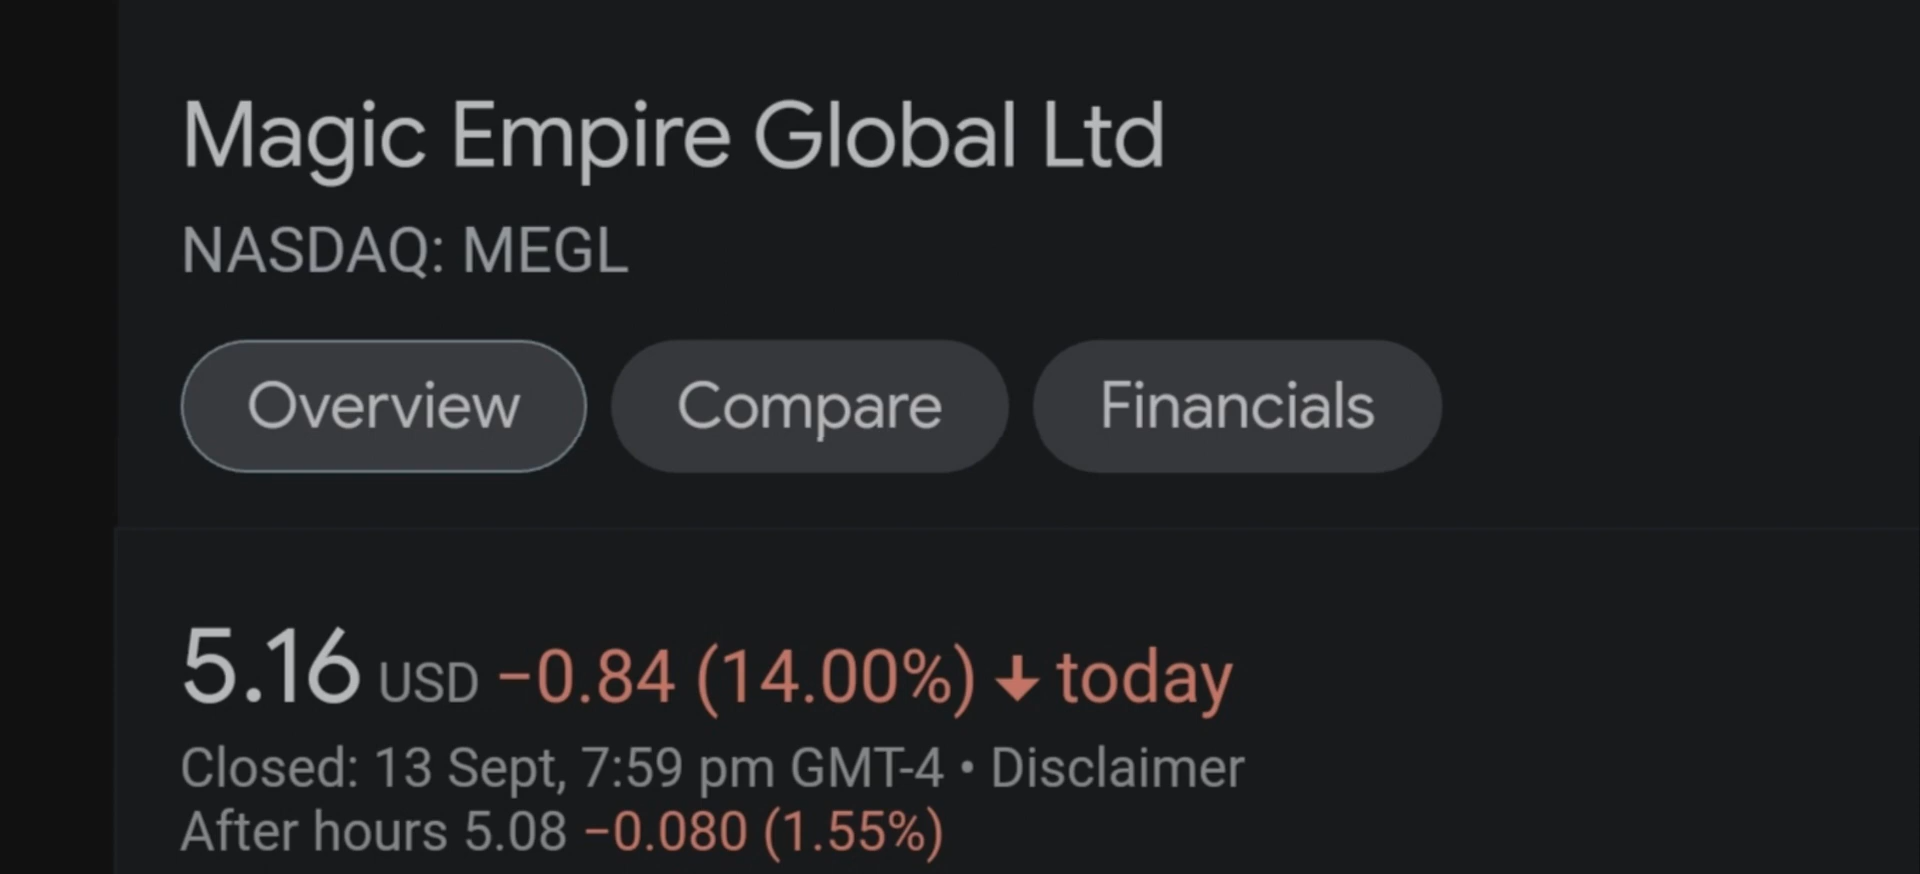 Magic Empire Global Ltd
NASDAQ: MEGL
Overview Compare Financials
5.16 USD −0.84 (14.00%) ↓ today
Closed: 13 Sept, 7:59 pm GMT-4 • Disclaimer
After hours 5.08 −0.080 (1.55%)